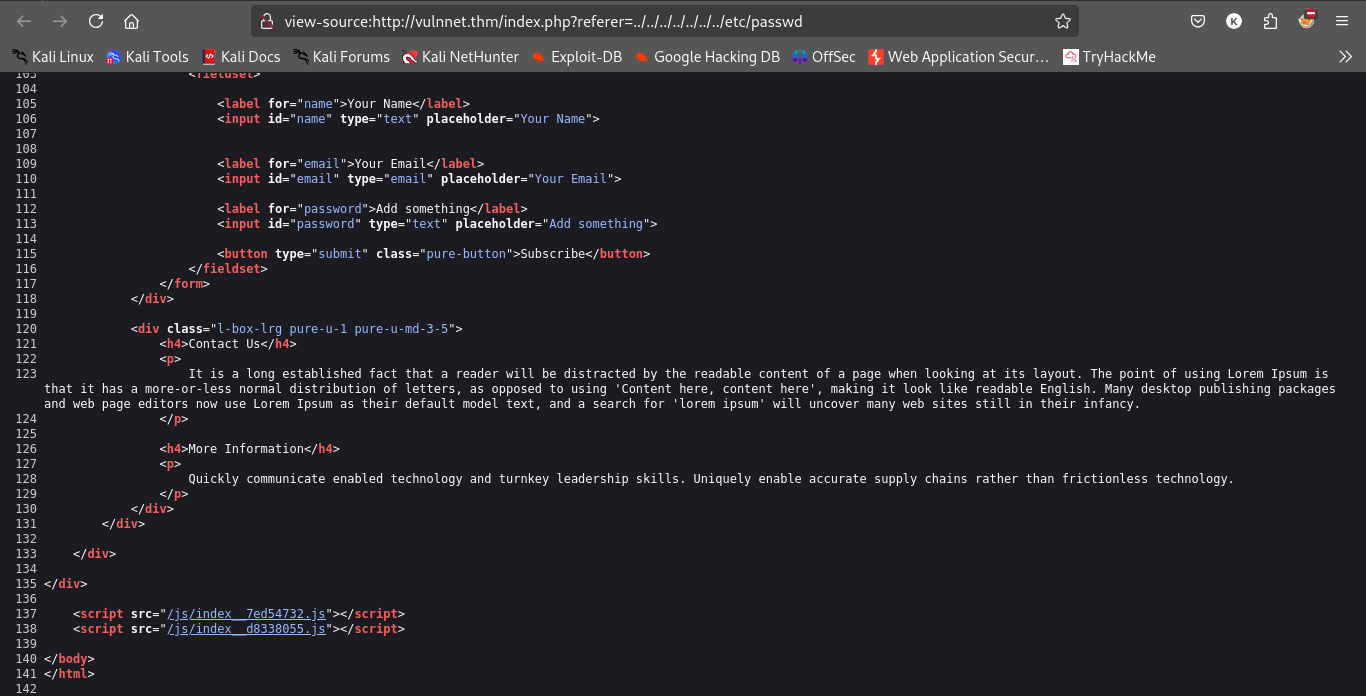 view-source:http://vulnnet.thm/index.php?referer=../../../../../../../etc/passwd
K
Kali Linux Kali Tools Kali Docs Kali Forums Kali NetHunter Exploit-DB Google Hacking DB OffSec Web Application Secur… TryHackMe
103 <fieldset>
104
105 <label for="name">Your Name</label>
106 <input id="name" type="text" placeholder="Your Name">
107
108
109 <label for="email">Your Email</label>
110 <input id="email" type="email" placeholder="Your Email">
111
112 <label for="password">Add something</label>
113 <input id="password" type="text" placeholder="Add something">
114
115 <button type="submit" class="pure-button">Subscribe</button>
116 </fieldset>
117 </form>
118 </div>
119
120 <div class="l-box-lrg pure-u-1 pure-u-md-3-5">
121 <h4>Contact Us</h4>
122 <p>
123 It is a long established fact that a reader will be distracted by the readable content of a page when looking at its layout. The point of using Lorem Ipsum is
that it has a more-or-less normal distribution of letters, as opposed to using 'Content here, content here', making it look like readable English. Many desktop publishing packages
and web page editors now use Lorem Ipsum as their default model text, and a search for 'lorem ipsum' will uncover many web sites still in their infancy.
124 </p>
125
126 <h4>More Information</h4>
127 <p>
128 Quickly communicate enabled technology and turnkey leadership skills. Uniquely enable accurate supply chains rather than frictionless technology.
129 </p>
130 </div>
131 </div>
132
133 </div>
134
135 </div>
136
137 <script src="/js/index__7ed54732.js"></script>
138 <script src="/js/index__d8338055.js"></script>
139
140 </body>
141 </html>
142